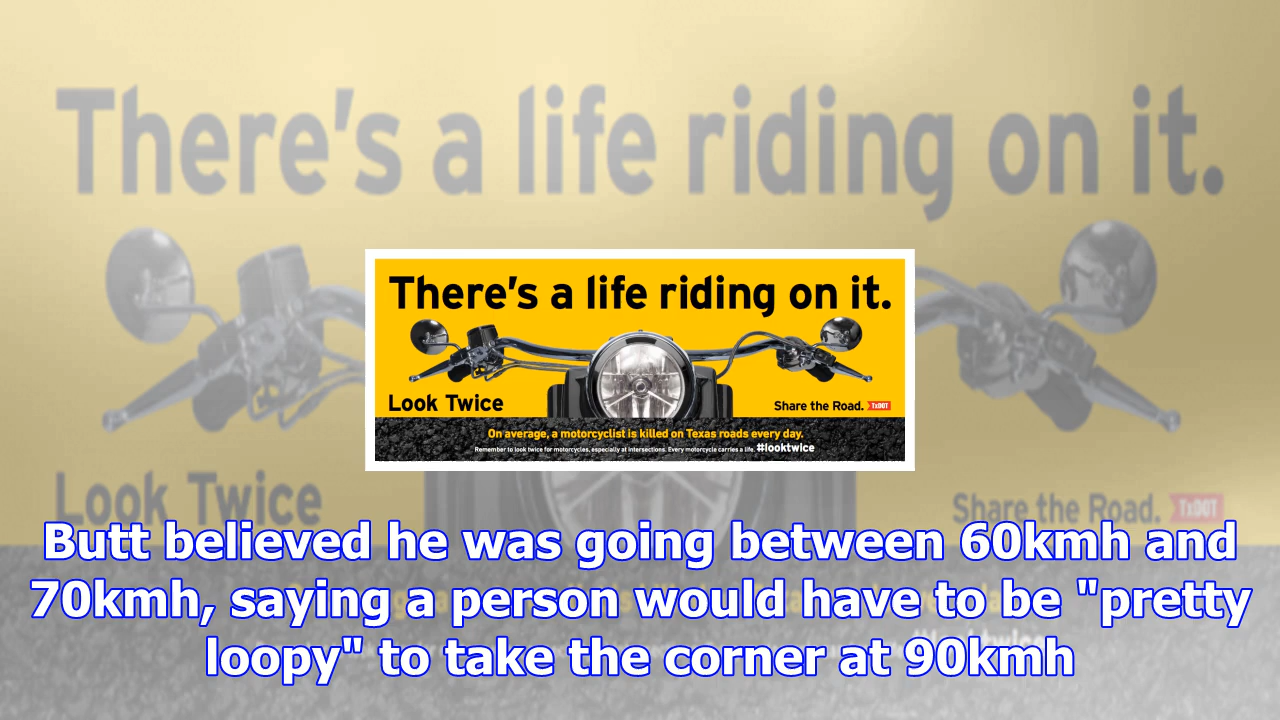 There's a life riding on it.
There's a life riding on it.
Look Twice
Share the Road. TxDOT
On average, a motorcyclist is killed on Texas roads every day.
Remember to look twice for motorcycles, especially at intersections. Every motorcycle carries a life. #looktwice
Look Twice
Share the Road. TxDOT
Butt believed he was going between 60kmh and
70kmh, saying a person would have to be "pretty
loopy" to take the corner at 90kmh